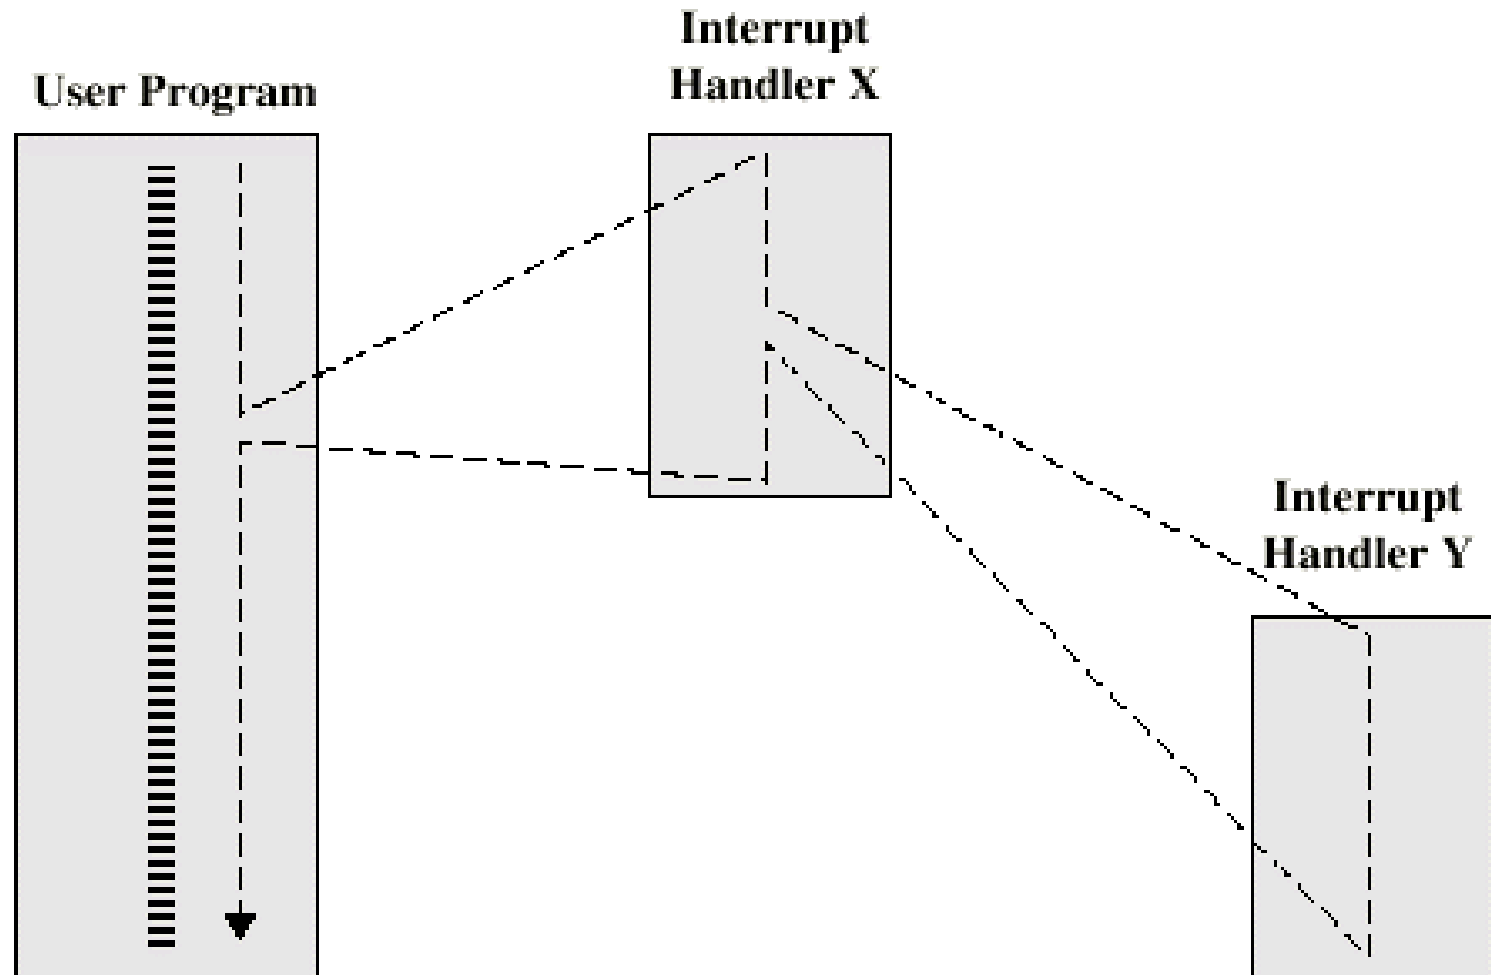 User Program
Interrupt
Handler X
Interrupt
Handler Y